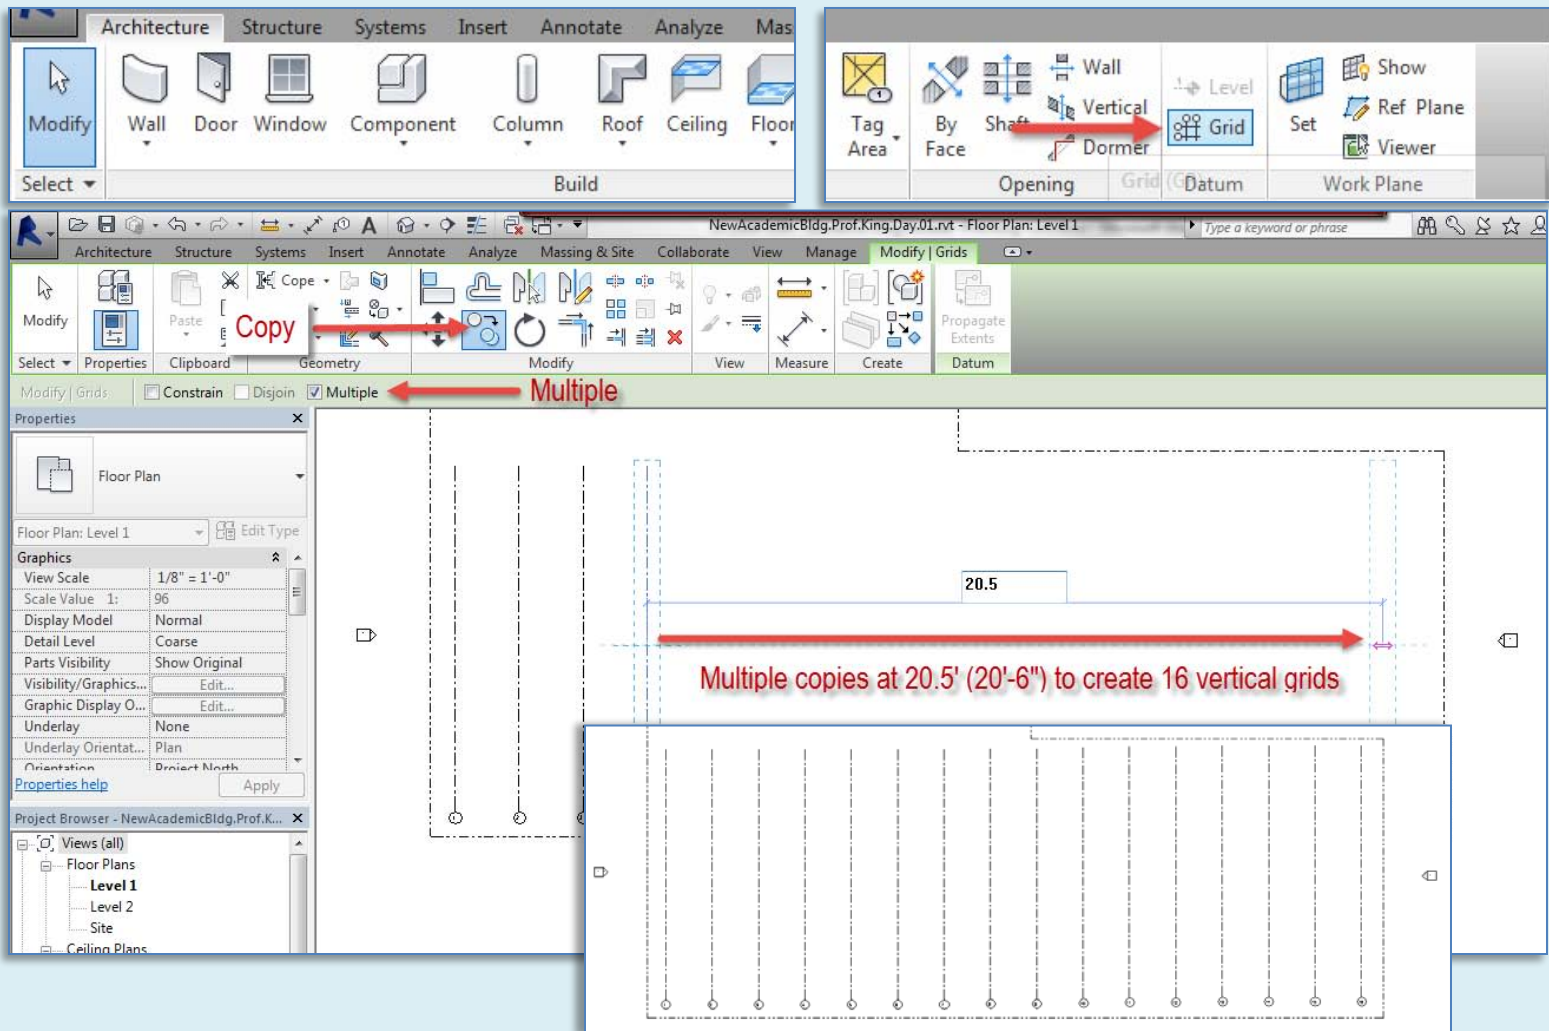 Architecture Structure Systems Insert Annotate Analyze Mas
Modify Wall Door Window Component Column Roof Ceiling Floor
Select Build
Tag Area
By Face
Shaft
Wall
Vertical
Dormer
Level
Grid
Set
Show
Ref Plane
Viewer
Opening Grid Datum Work Plane
NewAcademicBldg.Prof.King.Day.01.rvt - Floor Plan: Level 1
Type a keyword or phrase
Architecture Structure Systems Insert Annotate Analyze Massing & Site Collaborate View Manage Modify | Grids
Modify
Paste
Cope
Copy
Propagate
Extents
Select Properties Clipboard Geometry Modify View Measure Create Datum
Modify | Grids Constrain Disjoin Multiple
Multiple
Properties X
Floor Plan
Floor Plan: Level 1 Edit Type
Graphics
View Scale 1/8" = 1'-0"
Scale Value 1: 96
Display Model Normal
Detail Level Coarse
Parts Visibility Show Original
Visibility/Graphics... Edit...
Graphic Display O... Edit...
Underlay None
Underlay Orientat... Plan
Orientation Project North
Properties help Apply
Project Browser - NewAcademicBldg.Prof.K... X
Views (all)
Floor Plans
Level 1
Level 2
Site
Ceiling Plans
20.5
Multiple copies at 20.5' (20'-6") to create 16 vertical grids